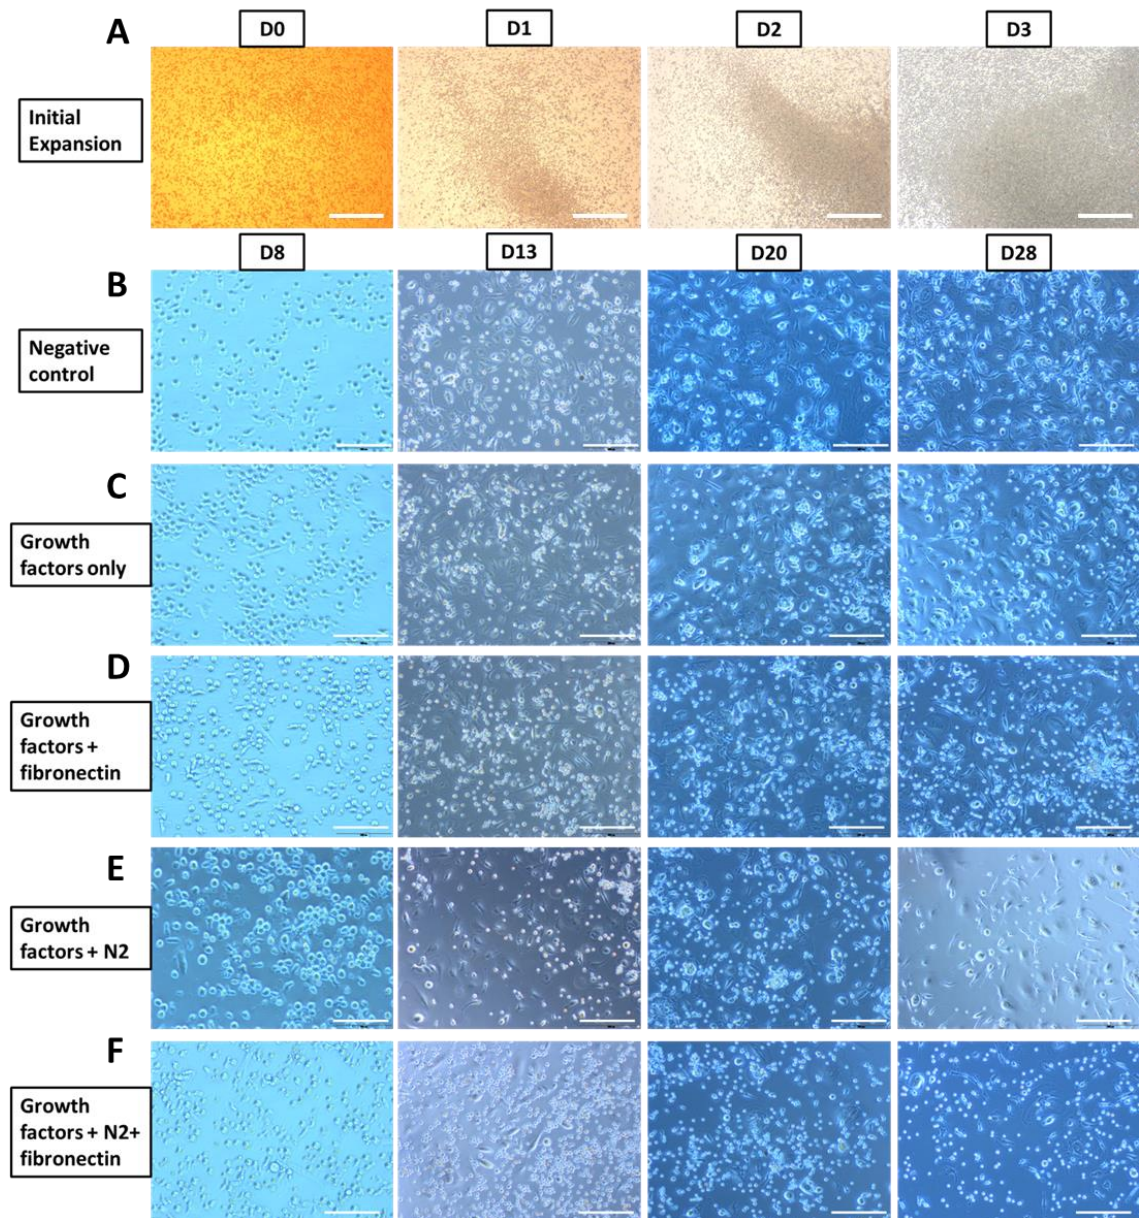 A
D0
D1
D2
D3
Initial
Expansion
D8
D13
D20
D28
B
Negative
control
C
Growth
factors only
D
Growth
factors +
fibronectin
E
Growth
factors + N2
F
Growth
factors + N2+
fibronectin